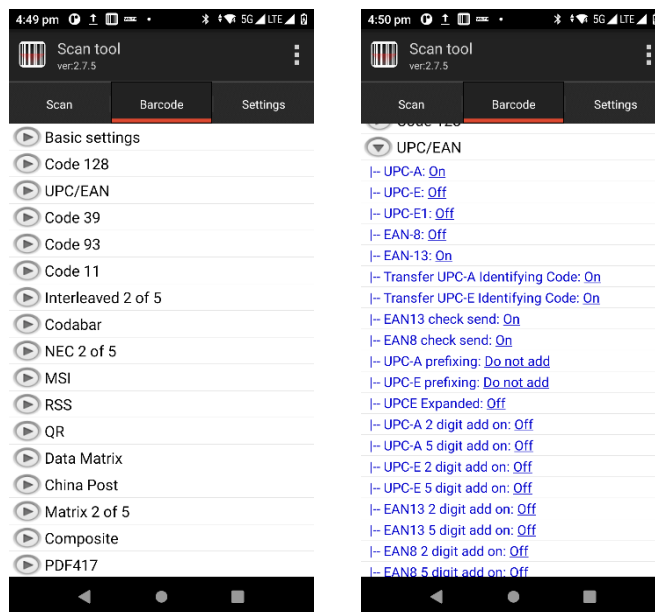 4:49 pm 5G LTE
Scan tool
ver:2.7.5
Scan Barcode Settings
Basic settings
Code 128
UPC/EAN
Code 39
Code 93
Code 11
Interleaved 2 of 5
Codabar
NEC 2 of 5
MSI
RSS
QR
Data Matrix
China Post
Matrix 2 of 5
Composite
PDF417
4:50 pm 5G LTE
Scan tool
ver:2.7.5
Scan Barcode Settings
Code 128
UPC/EAN
|-- UPC-A: On
|-- UPC-E: Off
|-- UPC-E1: Off
|-- EAN-8: Off
|-- EAN-13: On
|-- Transfer UPC-A Identifying Code: On
|-- Transfer UPC-E Identifying Code: On
|-- EAN13 check send: On
|-- EAN8 check send: On
|-- UPC-A prefixing: Do not add
|-- UPC-E prefixing: Do not add
|-- UPCE Expanded: Off
|-- UPC-A 2 digit add on: Off
|-- UPC-A 5 digit add on: Off
|-- UPC-E 2 digit add on: Off
|-- UPC-E 5 digit add on: Off
|-- EAN13 2 digit add on: Off
|-- EAN13 5 digit add on: Off
|-- EAN8 2 digit add on: Off
|-- EAN8 5 digit add on: Off